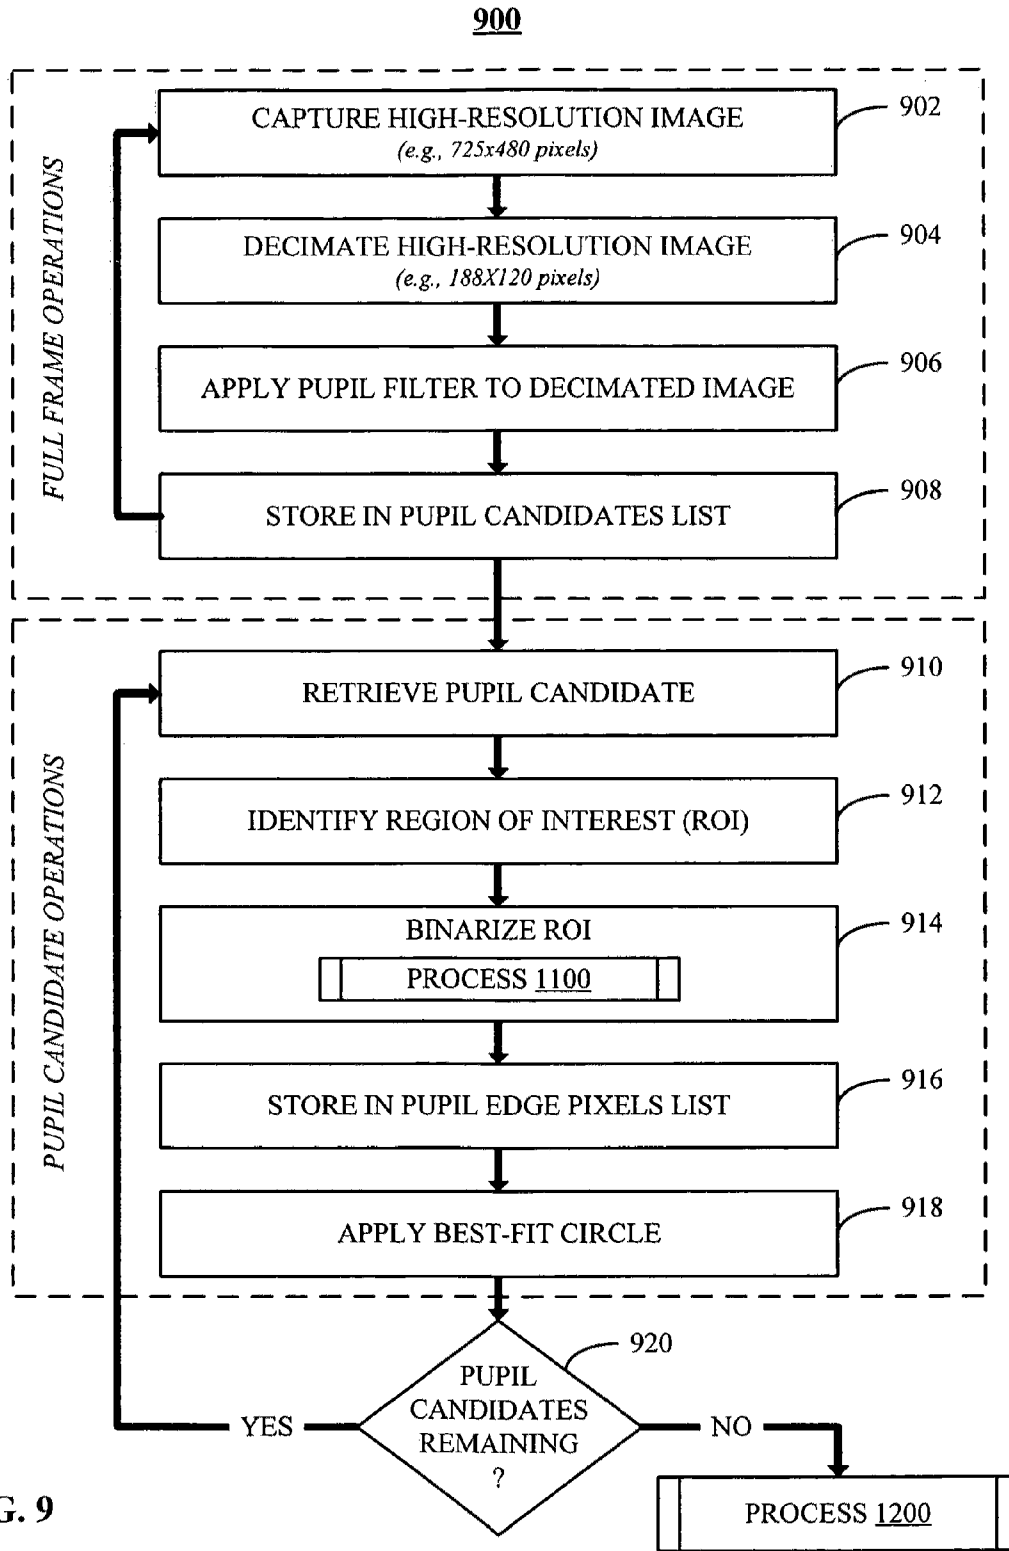 900
CAPTURE HIGH-RESOLUTION IMAGE
(e.g., 725x480 pixels)
902
DECIMATE HIGH-RESOLUTION IMAGE
(e.g., 188X120 pixels)
904
APPLY PUPIL FILTER TO DECIMATED IMAGE
906
STORE IN PUPIL CANDIDATES LIST
908
FULL FRAME OPERATIONS
RETRIEVE PUPIL CANDIDATE
910
IDENTIFY REGION OF INTEREST (ROI)
912
BINARIZE ROI
PROCESS 1100
914
STORE IN PUPIL EDGE PIXELS LIST
916
APPLY BEST-FIT CIRCLE
918
PUPIL CANDIDATE OPERATIONS
920
PUPIL
CANDIDATES
REMAINING
?
YES
NO
PROCESS 1200
G. 9